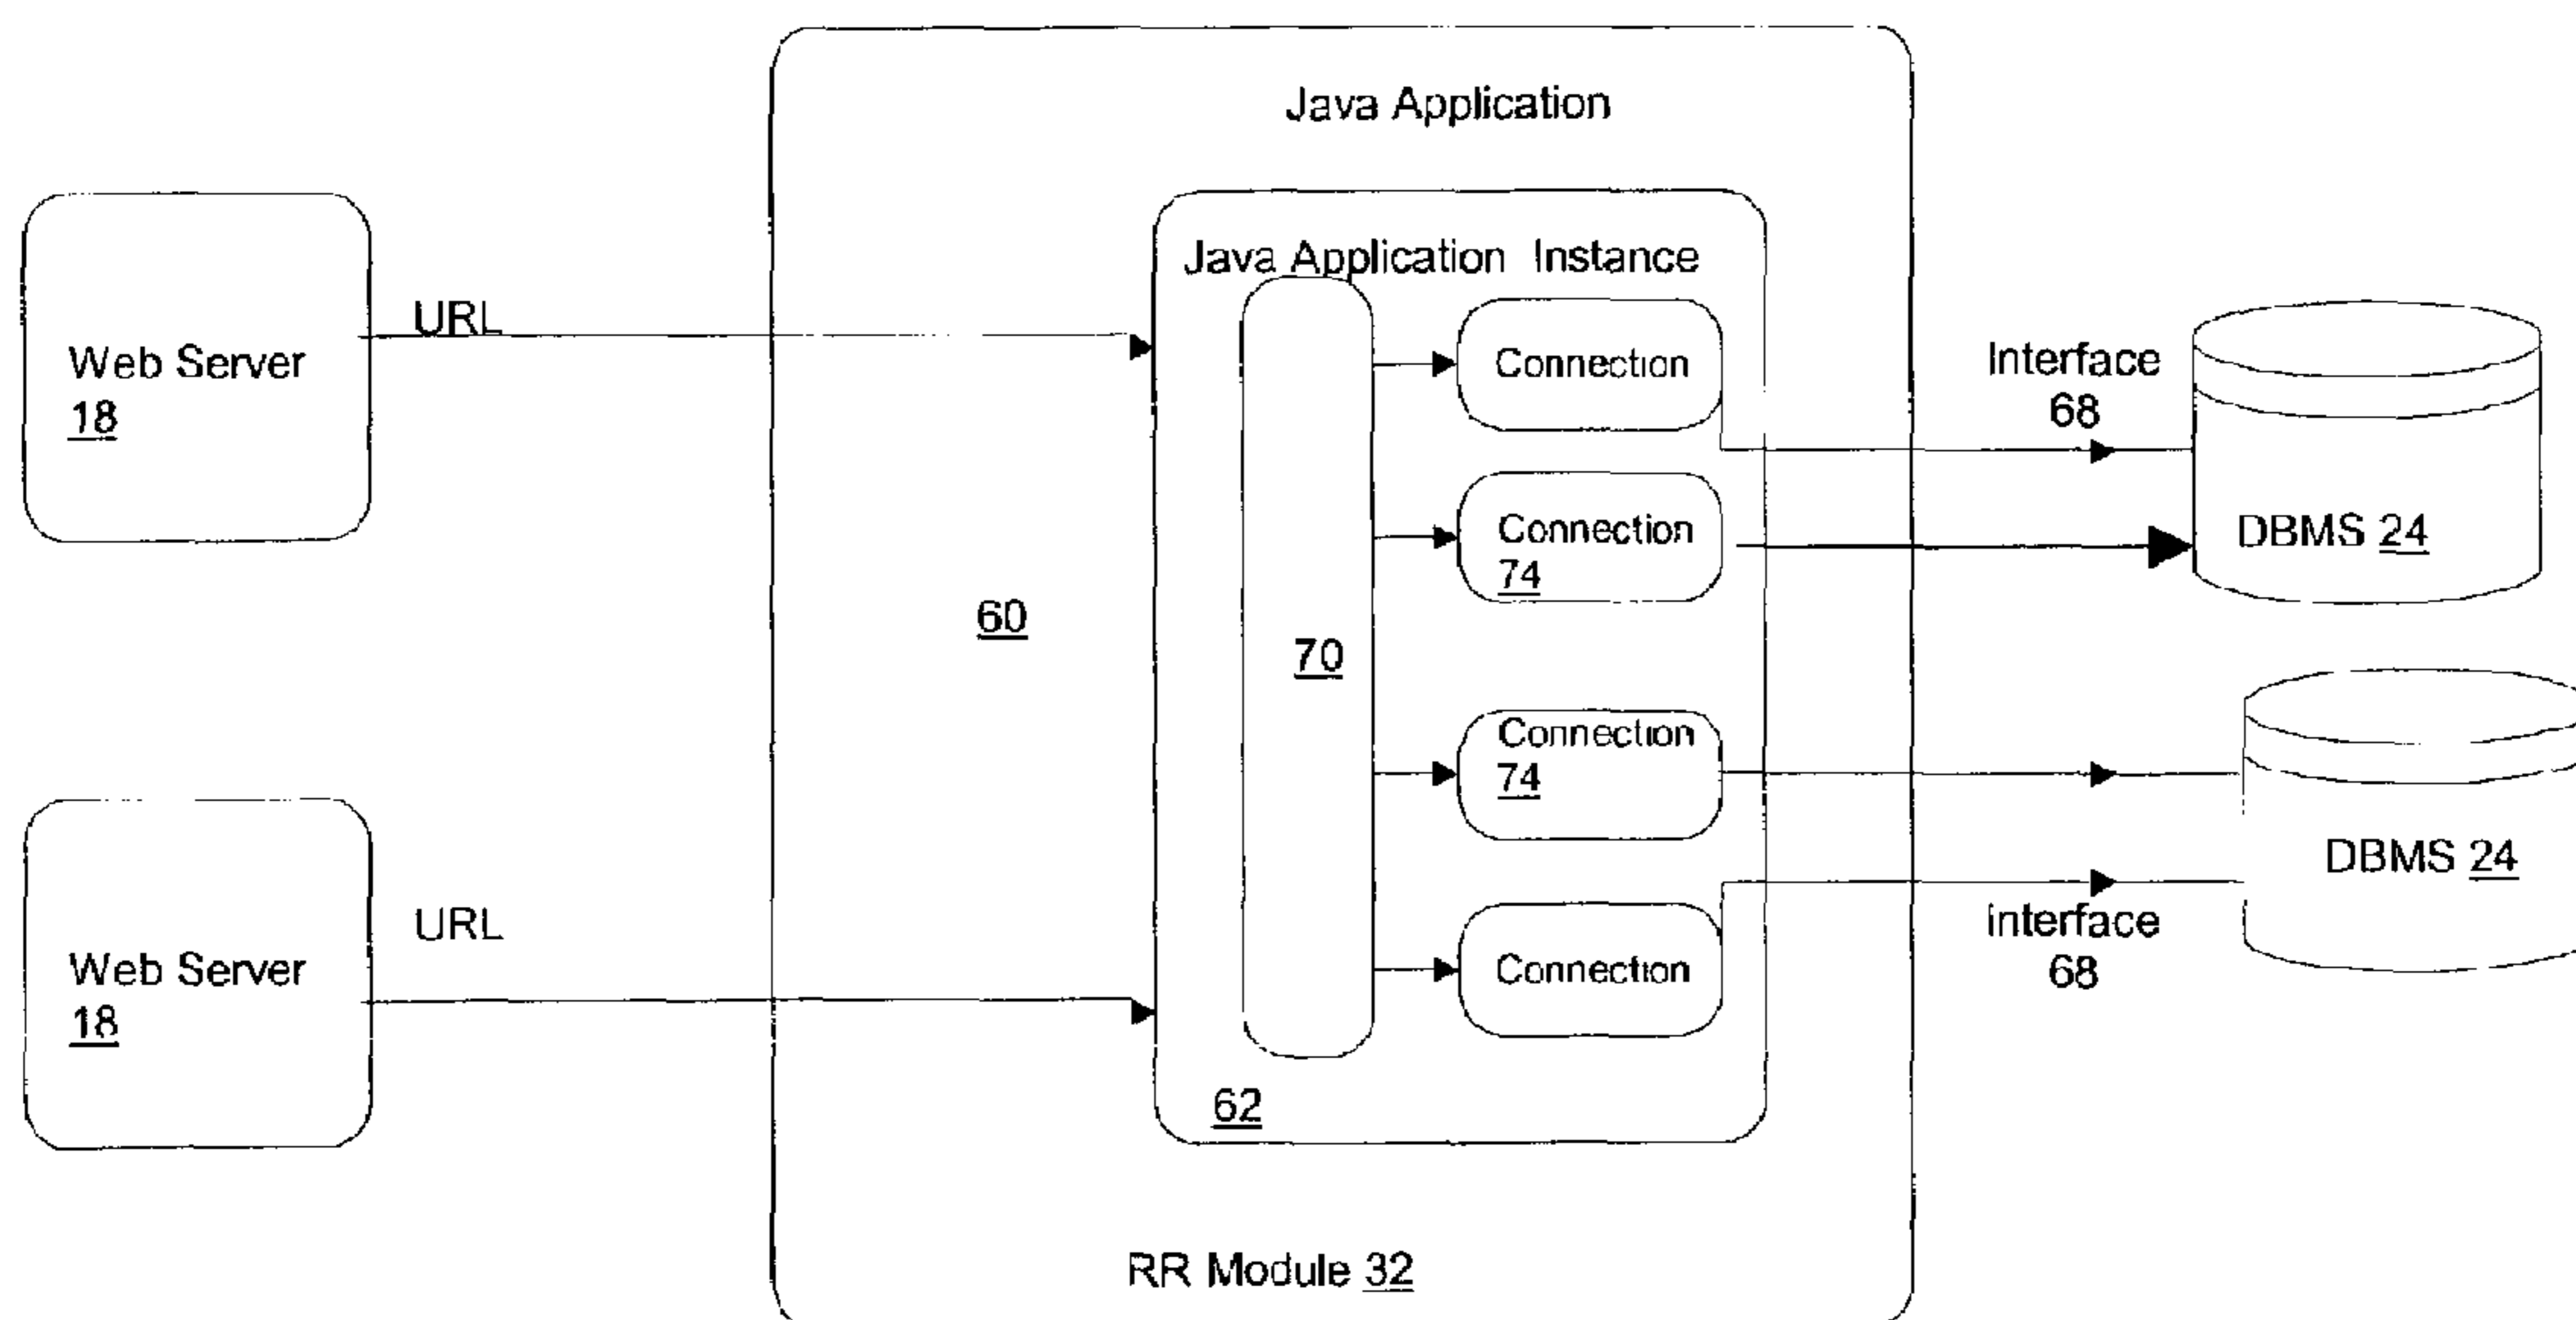 Java Application
Java Application Instance
URL
Web Server
18
Connection
Interface
68
Connection
74
DBMS 24
60
70
Connection
74
DBMS 24
URL
Web Server
18
Connection
Interface
68
62
RR Module 32